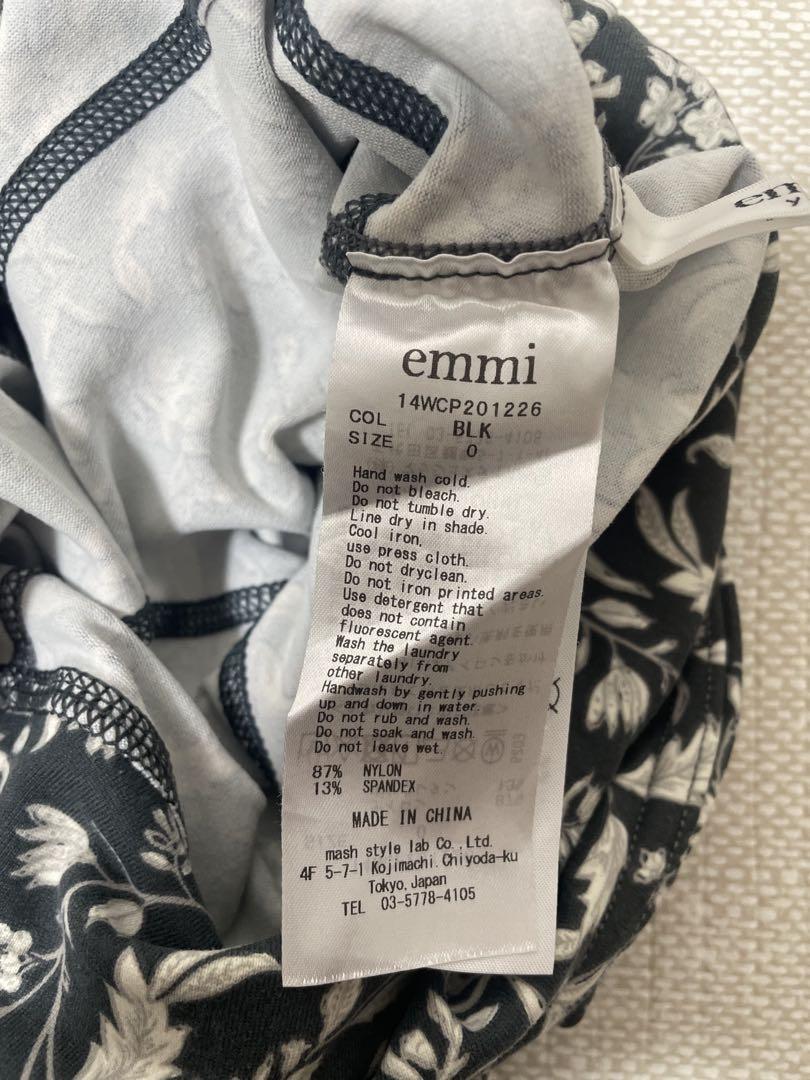 emmi
14WCP201226
COL BLK
SIZE 0
Hand wash cold.
Do not bleach.
Do not tumble dry.
Line dry in shade.
Cool iron,
use press cloth.
Do not dryclean.
Do not iron printed areas.
Use detergent that
does not contain
fluorescent agent.
Wash the laundry
separately from
other laundry.
Handwash by gently pushing
up and down in water.
Do not rub and wash.
Do not soak and wash.
Do not leave wet.
87% NYLON
13% SPANDEX
MADE IN CHINA
mash style lab Co.,Ltd.
4F 5-7-1 Kojimachi.Chiyoda-ku
Tokyo.Japan
TEL 03-5778-4105